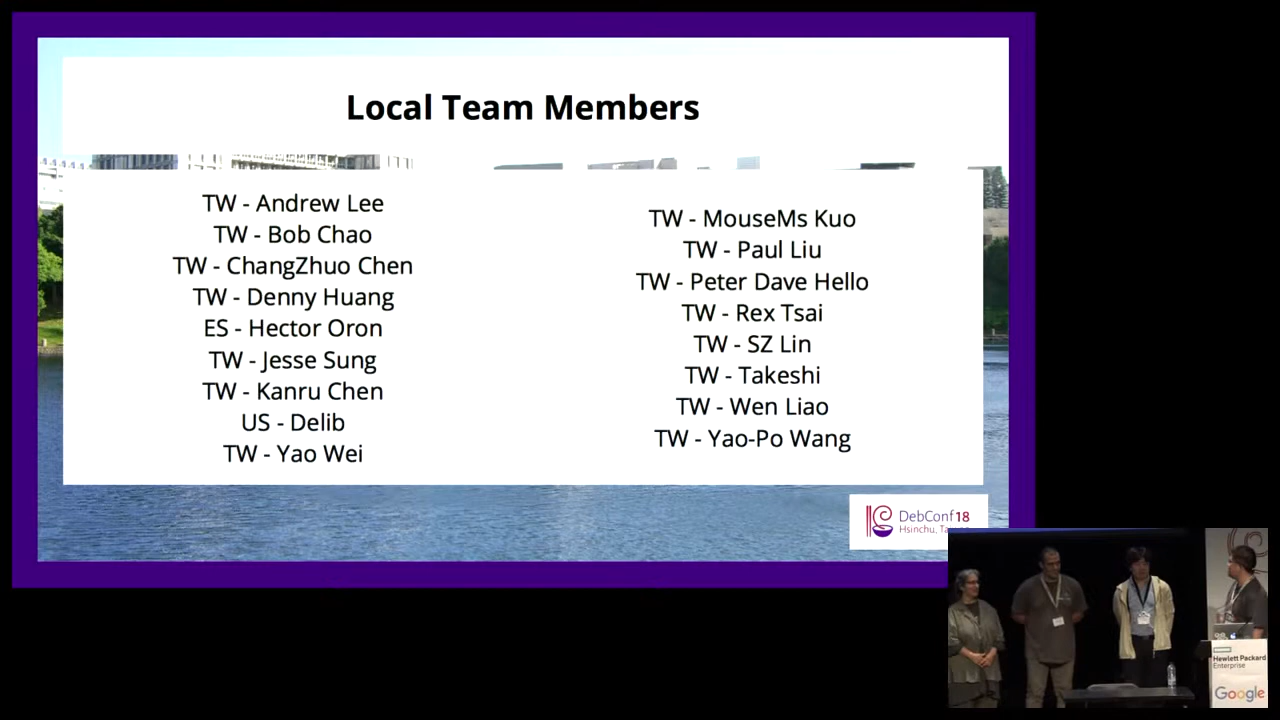 Local Team Members
TW - Andrew Lee
TW - Bob Chao
TW - ChangZhuo Chen
TW - Denny Huang
ES - Hector Oron
TW - Jesse Sung
TW - Kanru Chen
US - Delib
TW - Yao Wei
TW - MouseMs Kuo
TW - Paul Liu
TW - Peter Dave Hello
TW - Rex Tsai
TW - SZ Lin
TW - Takeshi
TW - Wen Liao
TW - Yao-Po Wang
DebConf18
Hsinchu,
Hewlett Packard
Enterprise
Google